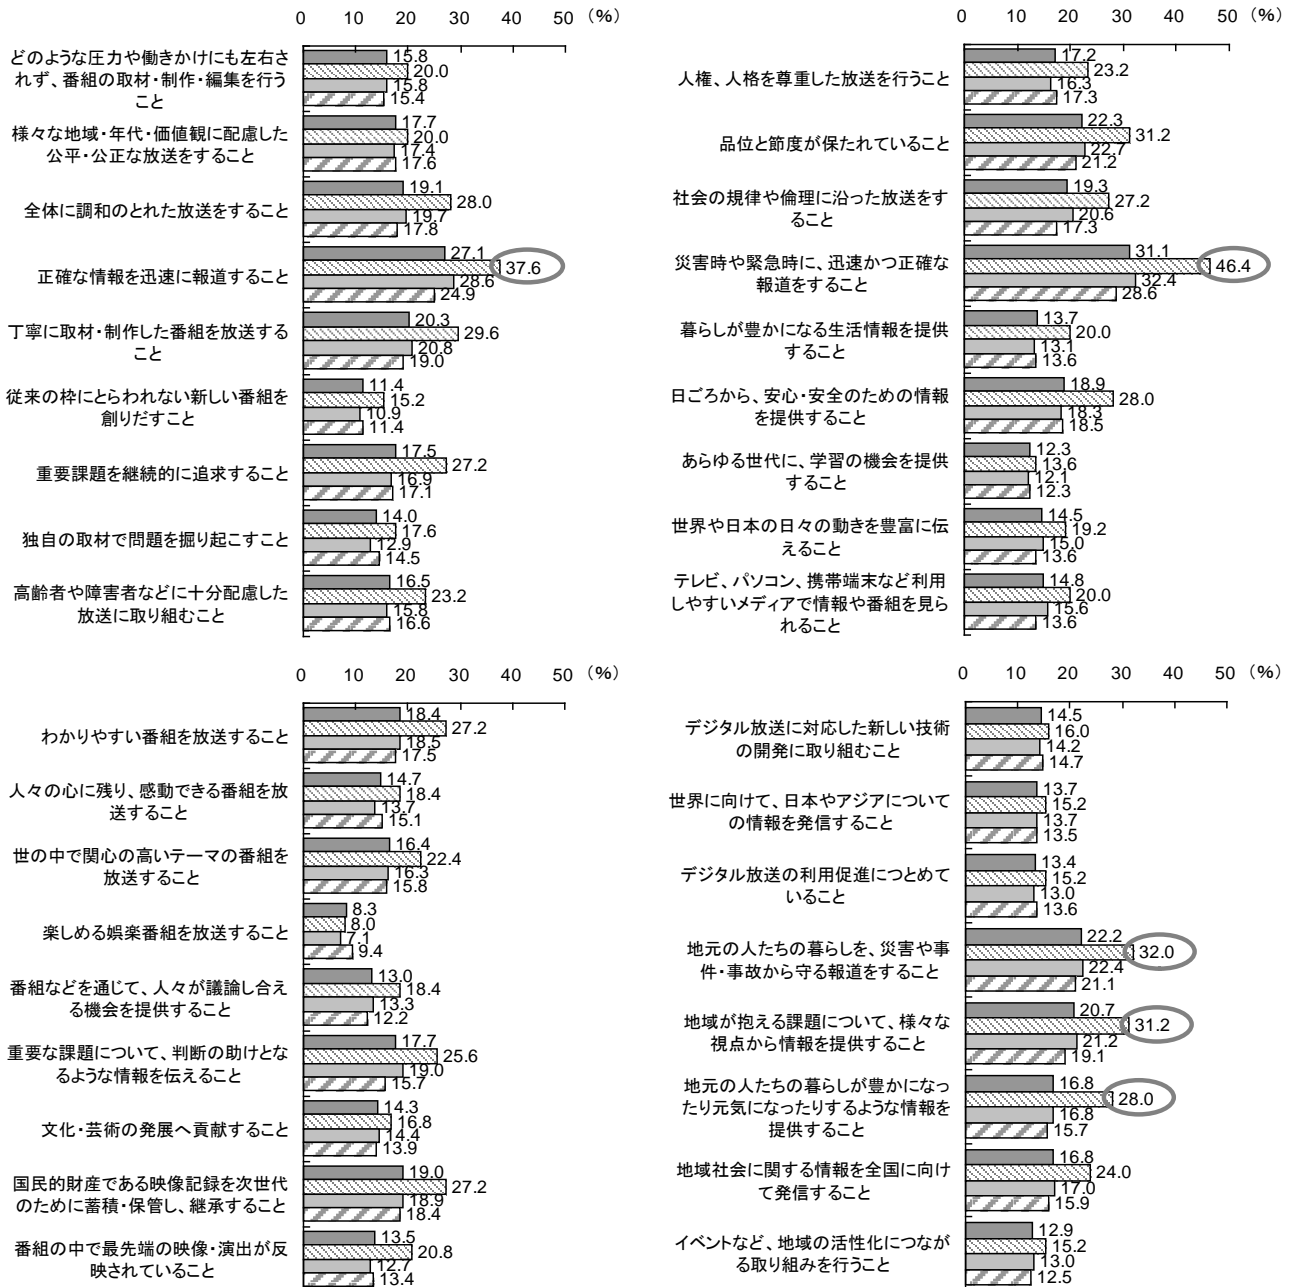 0 10 20 30 40 50 (%)
どのような圧力や働きかけにも左右さ
れず、番組の取材・制作・編集を行う
こと
15.8
20.0
15.8
15.4
様々な地域・年代・価値観に配慮した
公平・公正な放送をすること
17.7
20.0
17.4
17.6
全体に調和のとれた放送をすること
19.1
28.0
19.7
17.8
正確な情報を迅速に報道すること
27.1
37.6
28.6
24.9
丁寧に取材・制作した番組を放送する
こと
20.3
29.6
20.8
19.0
従来の枠にとらわれない新しい番組を
創りだすこと
11.4
15.2
10.9
11.4
重要課題を継続的に追求すること
17.5
27.2
16.9
17.1
独自の取材で問題を掘り起こすこと
14.0
17.6
12.9
14.5
高齢者や障害者などに十分配慮した
放送に取り組むこと
16.5
23.2
15.8
16.6
0 10 20 30 40 50 (%)
人権、人格を尊重した放送を行うこと
17.2
23.2
16.3
17.3
品位と節度が保たれていること
22.3
31.2
22.7
21.2
社会の規律や倫理に沿った放送をす
ること
19.3
27.2
20.6
17.3
災害時や緊急時に、迅速かつ正確な
報道をすること
31.1
46.4
32.4
28.6
暮らしが豊かになる生活情報を提供
すること
13.7
20.0
13.1
13.6
日ごろから、安心・安全のための情報
を提供すること
18.9
28.0
18.3
18.5
あらゆる世代に、学習の機会を提供
すること
12.3
13.6
12.1
12.3
世界や日本の日々の動きを豊富に伝
えること
14.5
19.2
15.0
13.6
テレビ、パソコン、携帯端末など利用
しやすいメディアで情報や番組を見ら
れること
14.8
20.0
15.6
13.6
0 10 20 30 40 50 (%)
わかりやすい番組を放送すること
18.4
27.2
18.5
17.5
人々の心に残り、感動できる番組を放
送すること
14.7
18.4
13.7
15.1
世の中で関心の高いテーマの番組を
放送すること
16.4
22.4
16.3
15.8
楽しめる娯楽番組を放送すること
8.3
8.0
7.1
9.4
番組などを通じて、人々が議論し合え
る機会を提供すること
13.0
18.4
13.3
12.2
重要な課題について、判断の助けとな
るような情報を伝えること
17.7
25.6
19.0
15.7
文化・芸術の発展へ貢献すること
14.3
16.8
14.4
13.9
国民的財産である映像記録を次世代
のために蓄積・保管し、継承すること
19.0
27.2
18.9
18.4
番組の中で最先端の映像・演出が反
映されていること
13.5
20.8
12.7
13.4
0 10 20 30 40 50 (%)
デジタル放送に対応した新しい技術
の開発に取り組むこと
14.5
16.0
14.2
14.7
世界に向けて、日本やアジアについて
の情報を発信すること
13.7
15.2
13.7
13.5
デジタル放送の利用促進につとめて
いること
13.4
15.2
13.0
13.6
地元の人たちの暮らしを、災害や事
件・事故から守る報道をすること
22.2
32.0
22.4
21.1
地域が抱える課題について、様々な
視点から情報を提供すること
20.7
31.2
21.2
19.1
地元の人たちの暮らしが豊かになっ
たり元気になったりするような情報を
提供すること
16.8
28.0
16.8
15.7
地域社会に関する情報を全国に向け
て発信すること
16.8
24.0
17.0
15.9
イベントなど、地域の活性化につなが
る取り組みを行うこと
12.9
15.2
13.0
12.5